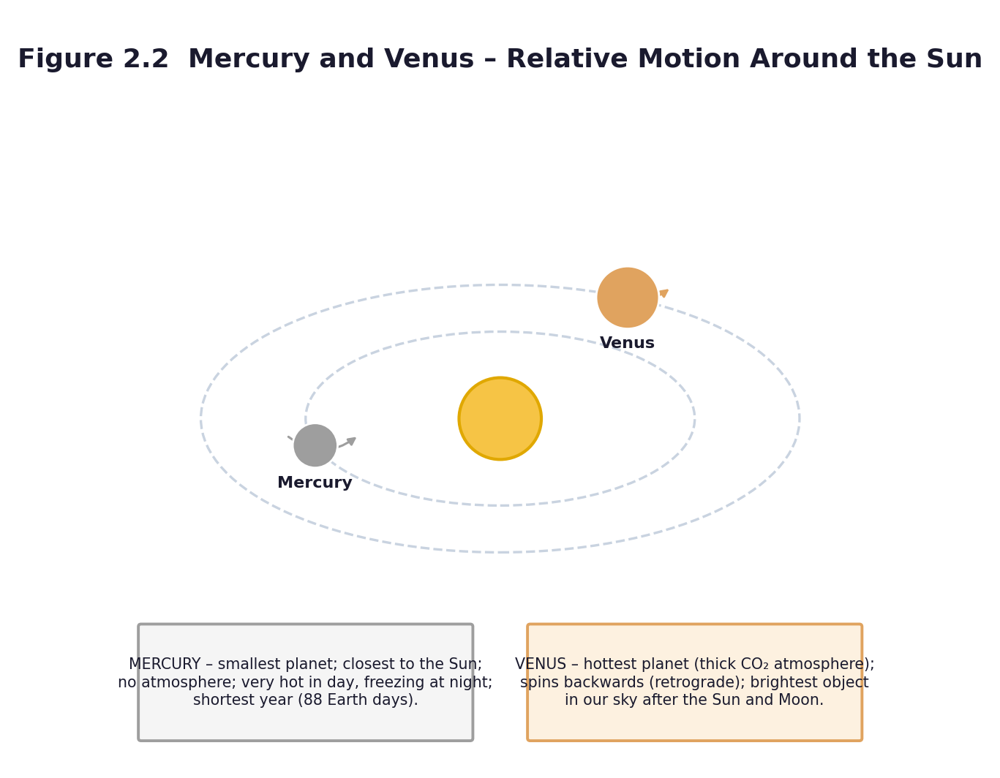 Figure 2.2  Mercury and Venus – Relative Motion Around the Sun
Venus
Mercury
MERCURY – smallest planet; closest to the Sun;
no atmosphere; very hot in day, freezing at night;
shortest year (88 Earth days).
VENUS – hottest planet (thick CO₂ atmosphere);
spins backwards (retrograde); brightest object
in our sky after the Sun and Moon.